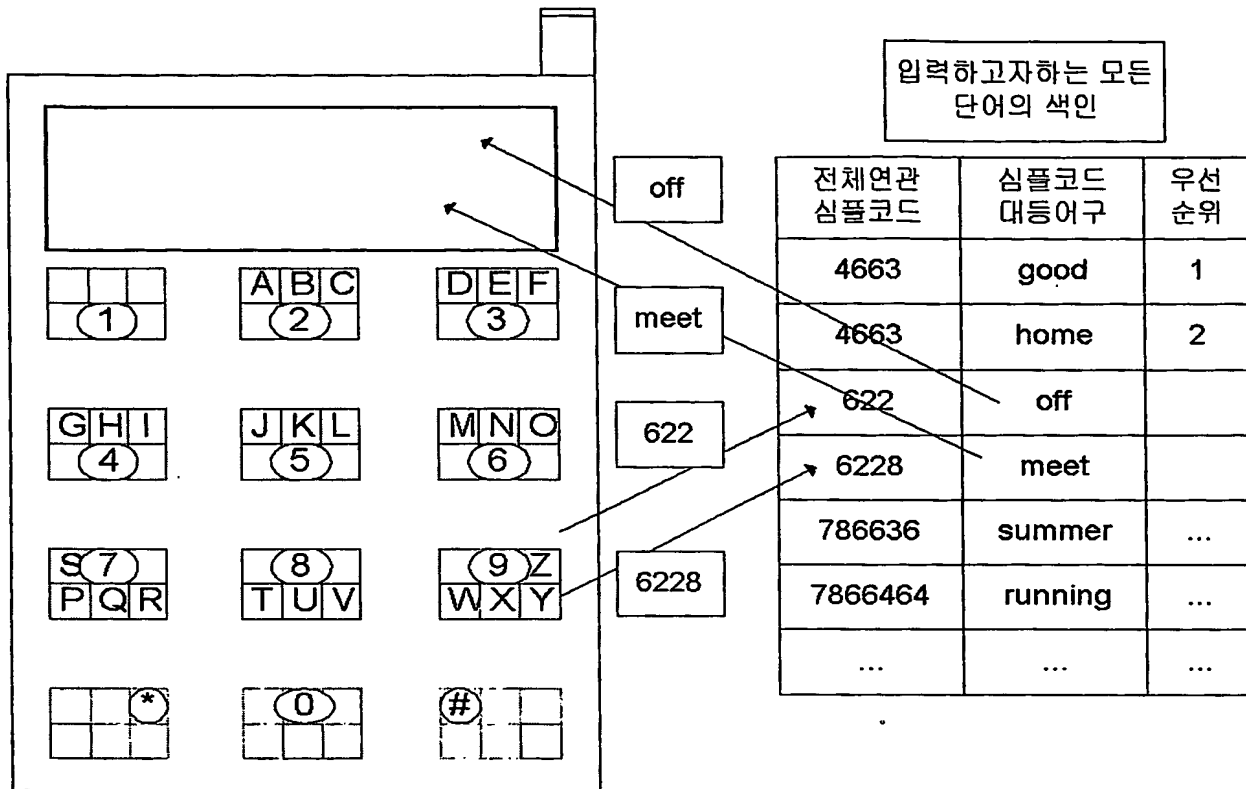 입력하고자하는 모든
단어의 색인
off
meet
622
6228
A B C
D E F
1
2
3
G H I
J K L
M N O
4
5
6
S 7
8
9 Z
P Q R
T U V
W X Y
*
0
#
전체연관 심플코드 우선
심플코드 대등어구 순위
4663 good 1
4663 home 2
622 off
6228 meet
786636 summer ...
7866464 running ...
... ... ...